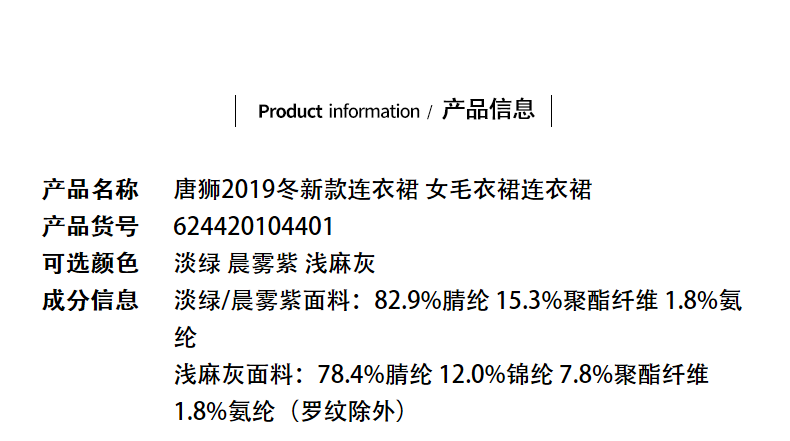 Product information / 产品信息
产品名称 唐狮2019冬新款连衣裙 女毛衣裙连衣裙
产品货号 624420104401
可选颜色 淡绿 晨雾紫 浅麻灰
成分信息 淡绿/晨雾紫面料：82.9%腈纶 15.3%聚酯纤维 1.8%氨
纶
浅麻灰面料：78.4%腈纶 12.0%锦纶 7.8%聚酯纤维
1.8%氨纶（罗纹除外）